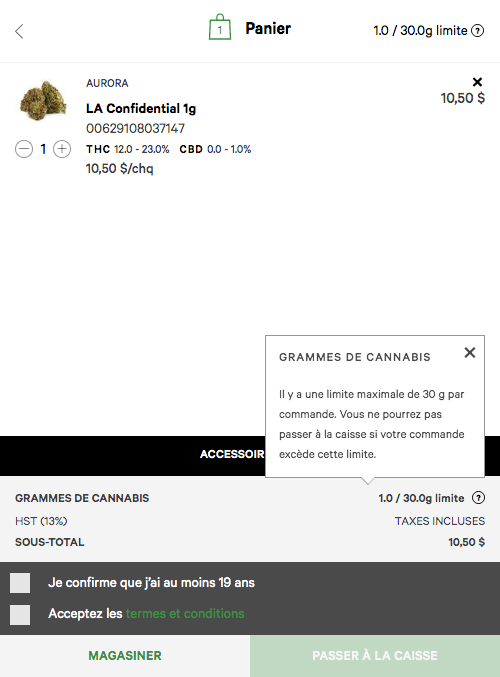 1
Panier
1.0 / 30.0g limite ?
AURORA
LA Confidential 1g
10,50 $
00629108037147
1
THC 12.0 - 23.0% CBD 0.0 - 1.0%
10,50 $/chq
GRAMMES DE CANNABIS
Il y a une limite maximale de 30 g par
commande. Vous ne pourrez pas
passer à la caisse si votre commande
excède cette limite.
ACCESSOIR
GRAMMES DE CANNABIS
1.0 / 30.0g limite ?
HST (13%)
TAXES INCLUSES
SOUS-TOTAL
10,50 $
Je confirme que j'ai au moins 19 ans
Acceptez les termes et conditions
MAGASINER
PASSER À LA CAISSE